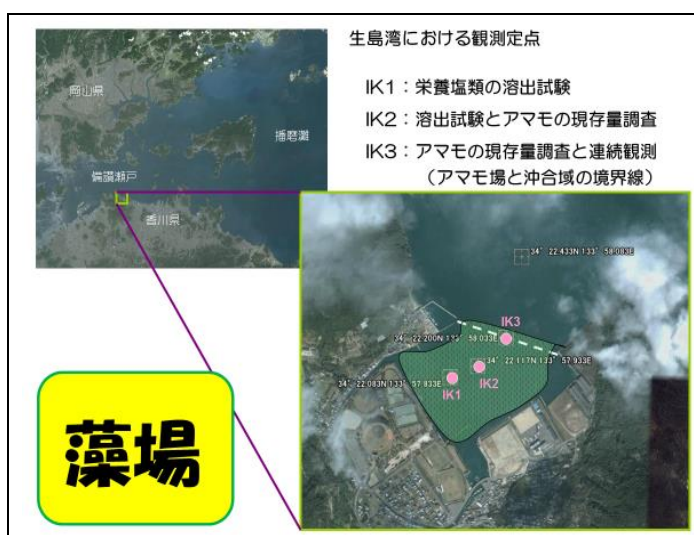 生島湾における観測定点
IK1：栄養塩類の溶出試験
IK2：溶出試験とアマモの現存量調査
IK3：アマモの現存量調査と連続観測
（アマモ場と沖合域の境界線）
岡山県
播磨灘
備讃瀬戸
香川県
34° 22.433N 133° 58.083E
IK3
34° 22.200N 133° 58.033E
34° 22.117N 133° 57.933E
34° 22.083N 133° 57.833E
IK1
IK2
藻場